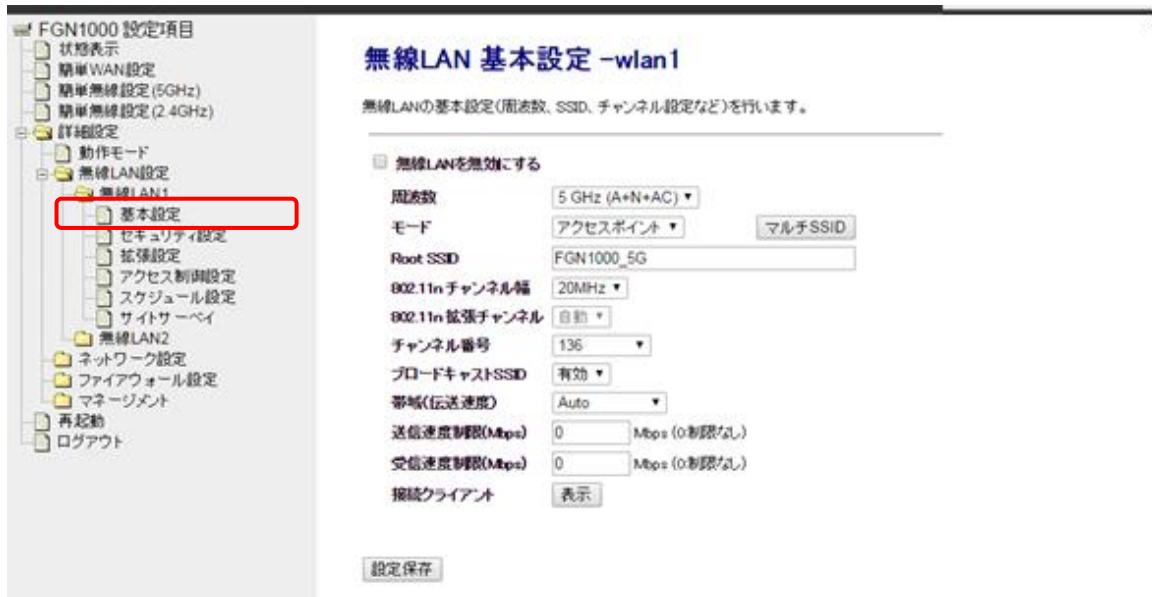 FGN1000 設定項目
状態表示
簡単WAN設定
簡単無線設定(5GHz)
簡単無線設定(2.4GHz)
詳細設定
動作モード
無線LAN設定
無線LAN1
基本設定
セキュリティ設定
拡張設定
アクセス制御設定
スケジュール設定
サイトサーベイ
無線LAN2
ネットワーク設定
ファイアウォール設定
マネージメント
再起動
ログアウト
無線LAN 基本設定 -wlan1
無線LANの基本設定(周波数、SSID、チャンネル設定など)を行います。
無線LANを無効にする
周波数 5 GHz (A+N+AC)
モード アクセスポイント マルチSSID
Root SSID FGN1000_5G
802.11n チャンネル幅 20MHz
802.11n 拡張チャンネル 自動
チャンネル番号 136
ブロードキャストSSID 有効
帯域(伝送速度) Auto
送信速度制限(Mbps) 0 Mbps (0:制限なし)
受信速度制限(Mbps) 0 Mbps (0:制限なし)
接続クライアント 表示
設定保存